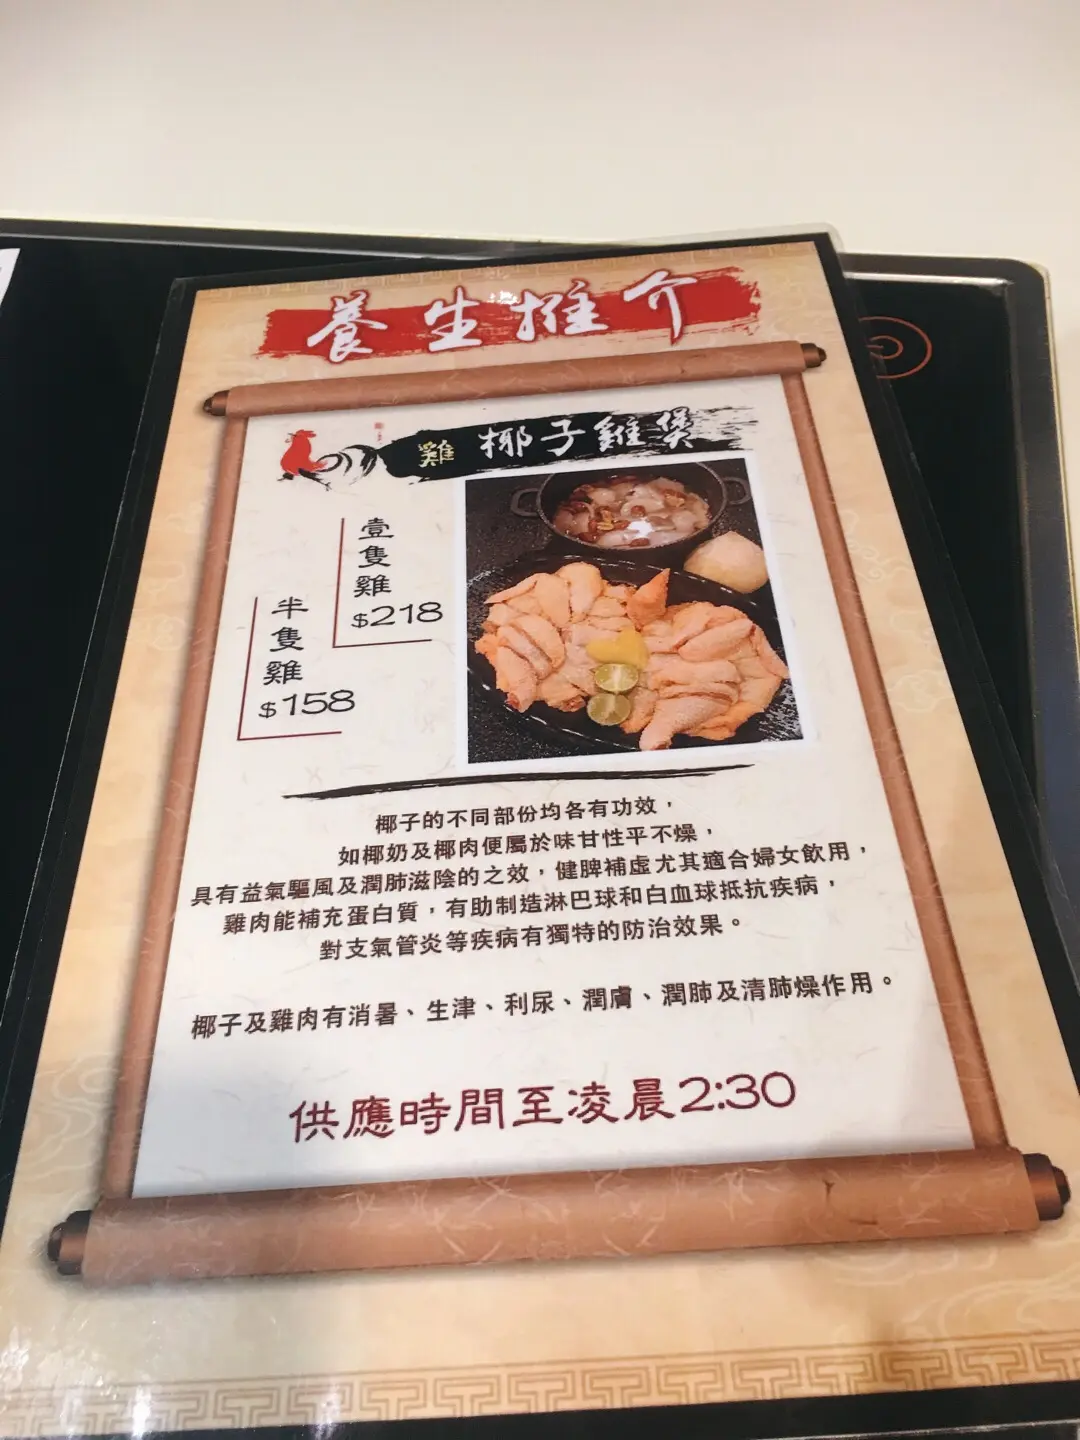 養生推介
雞 椰子雞煲
壹隻雞
$218
半隻雞
$158
椰子的不同部份均各有功效，
如椰奶及椰肉便屬於味甘性平不燥，
具有益氣驅風及潤肺滋陰的之效，健脾補虛尤其適合婦女飲用，
雞肉能補充蛋白質，有助制造淋巴球和白血球抵抗疾病，
對支氣管炎等疾病有獨特的防治效果。
椰子及雞肉有消暑、生津、利尿、潤膚、潤肺及清肺燥作用。
供應時間至凌晨2:30